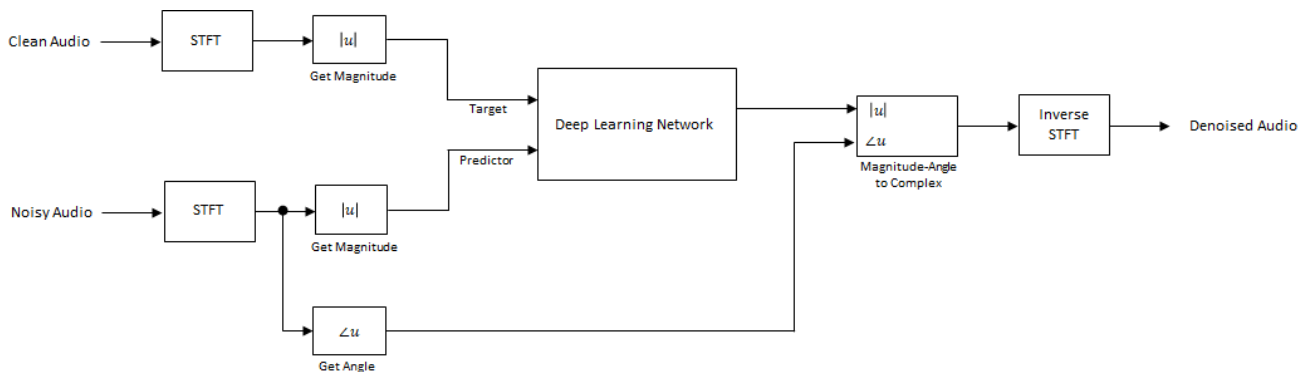 Clean Audio
STFT
|u|
Get Magnitude
Target
Deep Learning Network
Predictor
|u|
∠u
Magnitude-Angle
to Complex
Inverse
STFT
Denoised Audio
Noisy Audio
STFT
|u|
Get Magnitude
∠u
Get Angle